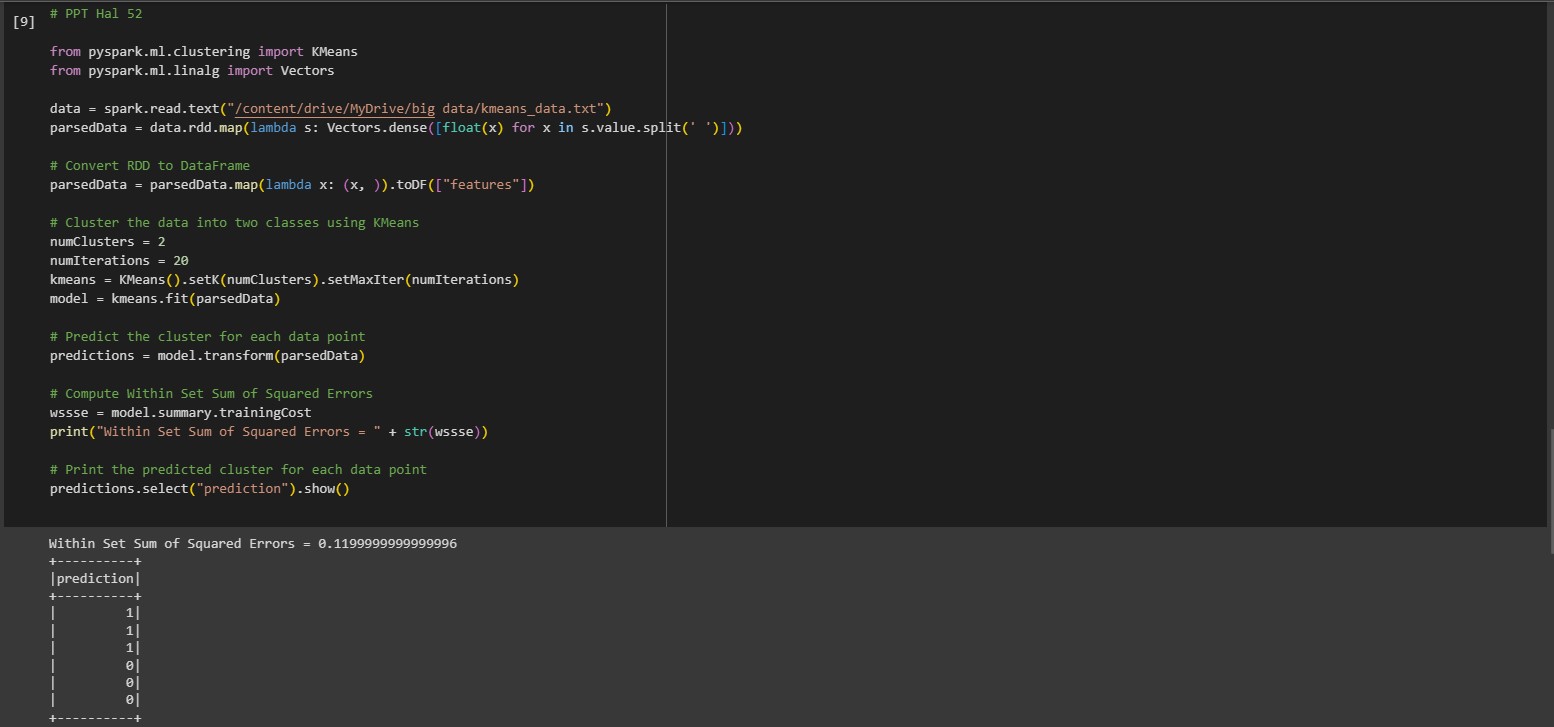 [9]
# PPT Hal 52
from pyspark.ml.clustering import KMeans
from pyspark.ml.linalg import Vectors
data = spark.read.text("/content/drive/MyDrive/big data/kmeans_data.txt")
parsedData = data.rdd.map(lambda s: Vectors.dense([float(x) for x in s.value.split(' ')]))
# Convert RDD to DataFrame
parsedData = parsedData.map(lambda x: (x, )).toDF(["features"])
# Cluster the data into two classes using KMeans
numClusters = 2
numIterations = 20
kmeans = KMeans().setK(numClusters).setMaxIter(numIterations)
model = kmeans.fit(parsedData)
# Predict the cluster for each data point
predictions = model.transform(parsedData)
# Compute Within Set Sum of Squared Errors
wssse = model.summary.trainingCost
print("Within Set Sum of Squared Errors = " + str(wssse))
# Print the predicted cluster for each data point
predictions.select("prediction").show()
Within Set Sum of Squared Errors = 0.1199999999999996
+----------+
|prediction|
+----------+
|         1|
|         1|
|         1|
|         0|
|         0|
|         0|
+----------+